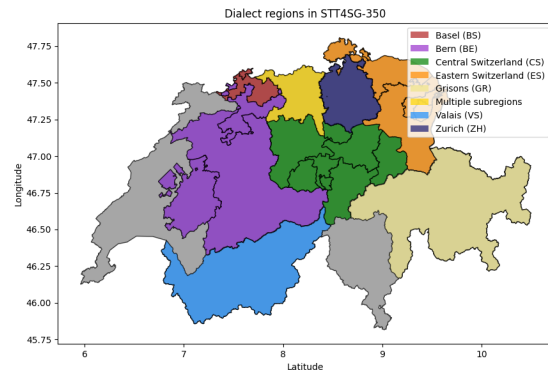 Dialect regions in STT4SG-350
Basel (BS)
Bern (BE)
Central Switzerland (CS)
Eastern Switzerland (ES)
Grisons (GR)
Multiple subregions
Valais (VS)
Zurich (ZH)
Longitude
47.75
47.50
47.25
47.00
46.75
46.50
46.25
46.00
45.75
6 7 8 9 10
Latitude